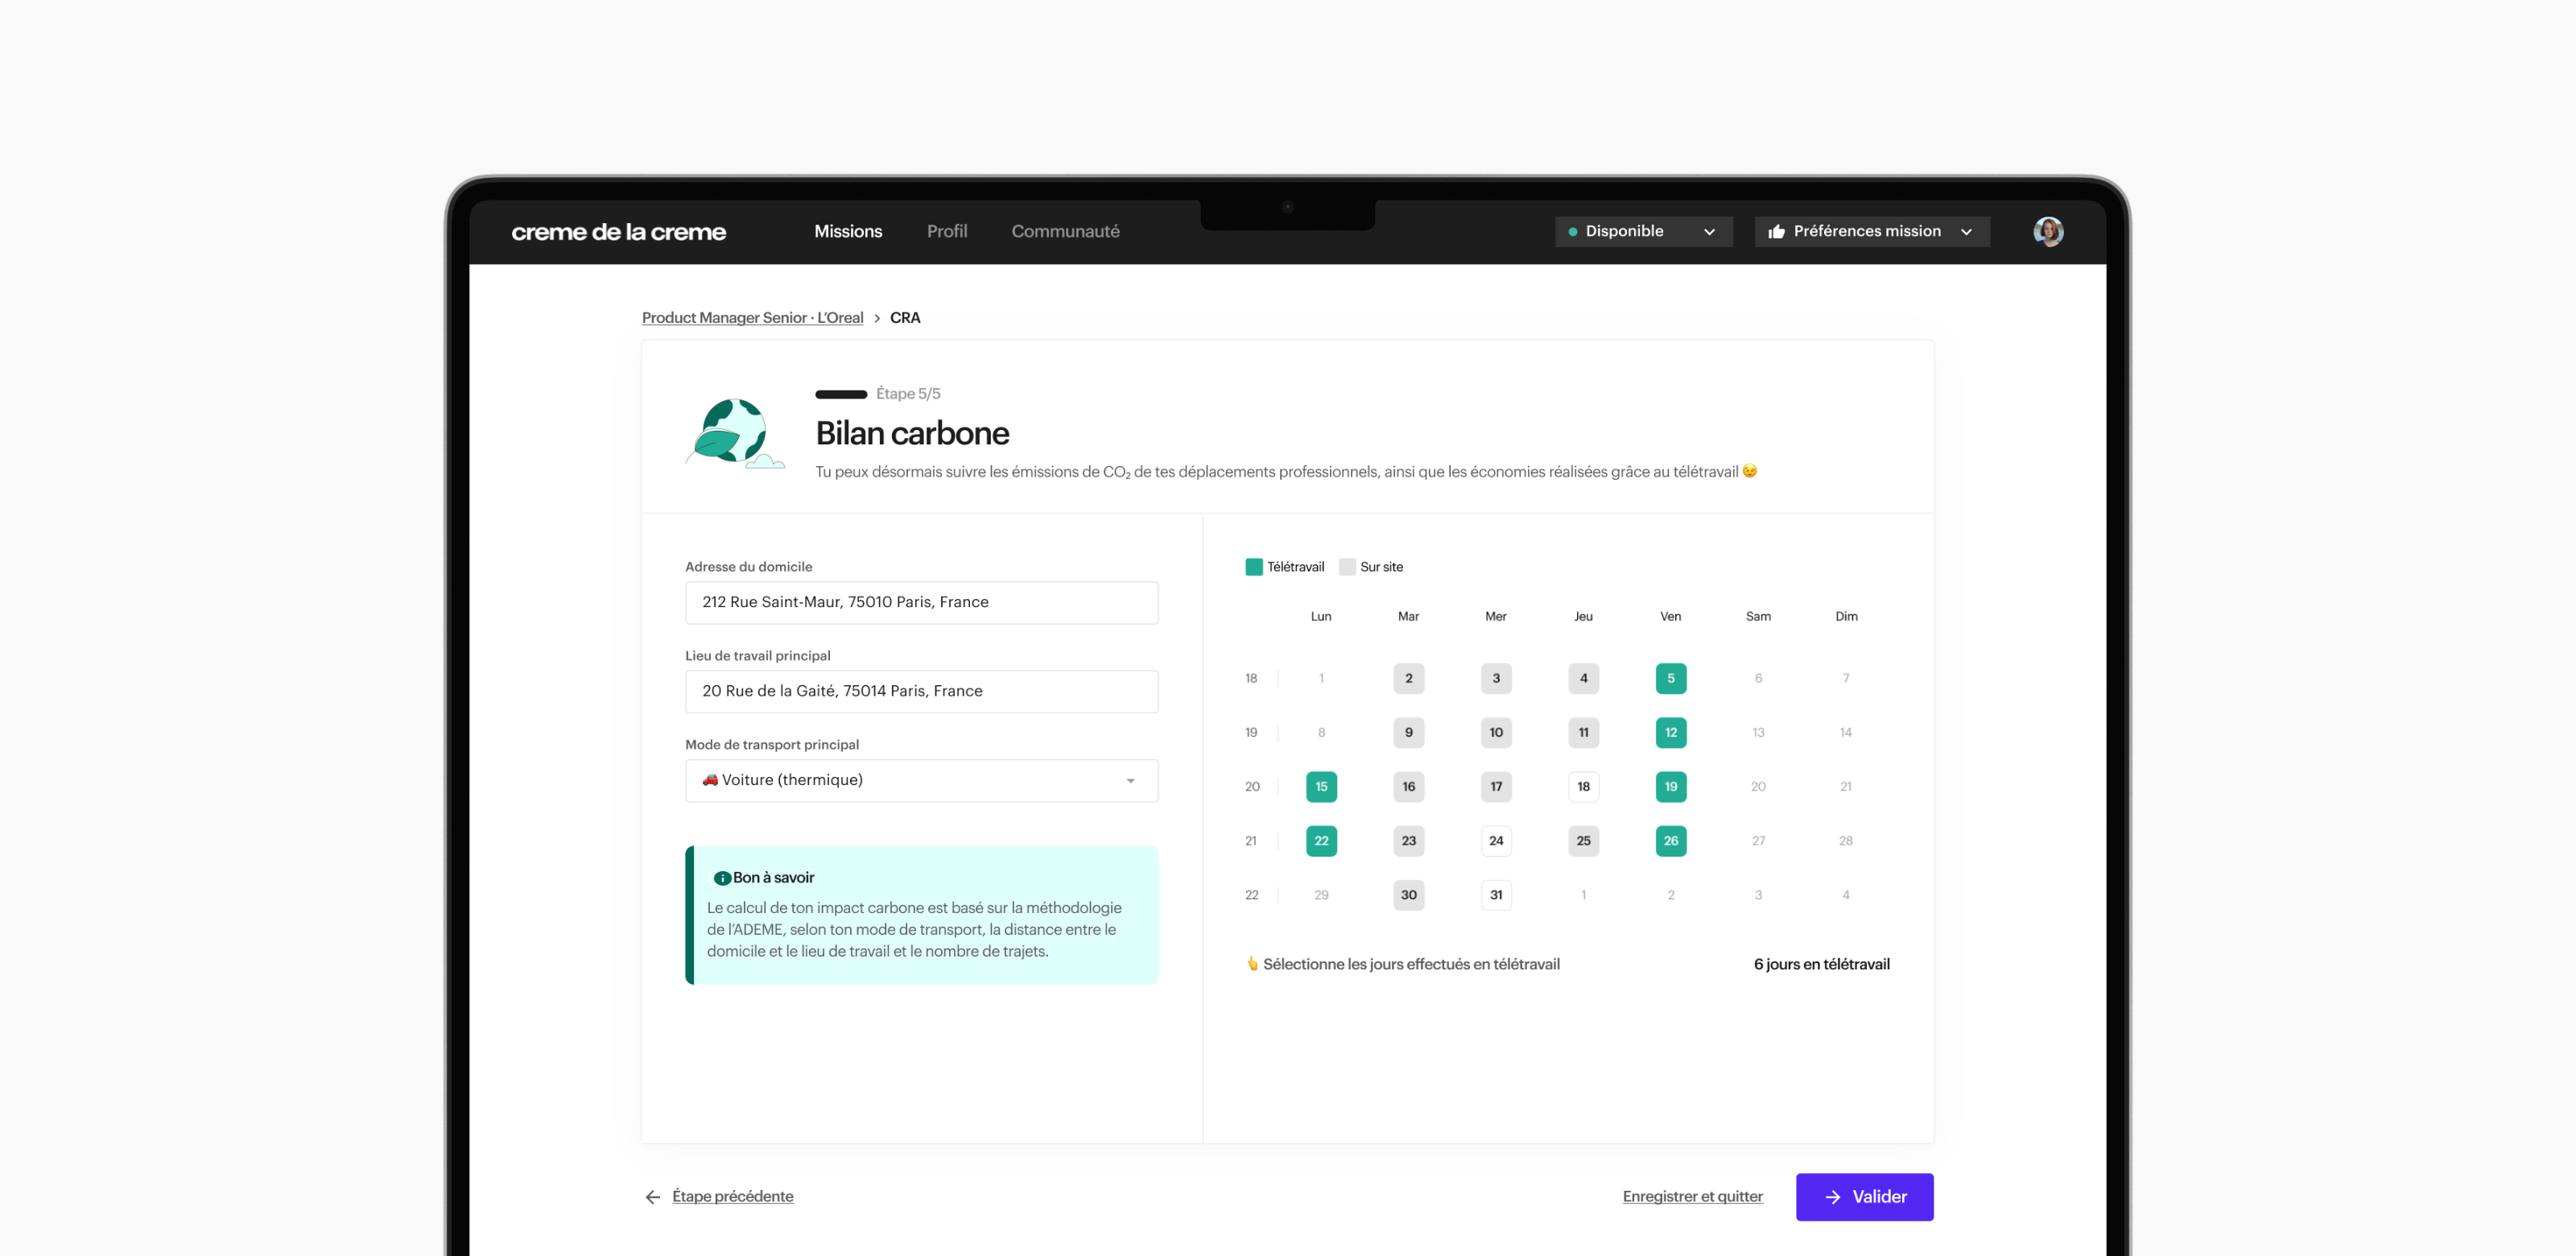 creme de la creme
Missions
Profil
Communauté
Disponible
Préférences mission
Product Manager Senior · L'Oreal > CRA
Étape 5/5
Bilan carbone
Tu peux désormais suivre les émissions de CO₂ de tes déplacements professionnels, ainsi que les économies réalisées grâce au télétravail 😉
Adresse du domicile
212 Rue Saint-Maur, 75010 Paris, France
Lieu de travail principal
20 Rue de la Gaité, 75014 Paris, France
Mode de transport principal
🚗 Voiture (thermique)
Bon à savoir
Le calcul de ton impact carbone est basé sur la méthodologie
de l'ADEME, selon ton mode de transport, la distance entre le
domicile et le lieu de travail et le nombre de trajets.
Télétravail
Sur site
Lun Mar Mer Jeu Ven Sam Dim
18 1 2 3 4 5 6 7
19 8 9 10 11 12 13 14
20 15 16 17 18 19 20 21
21 22 23 24 25 26 27 28
22 29 30 31 1 2 3 4
👆 Sélectionne les jours effectués en télétravail
6 jours en télétravail
← Étape précédente
Enregistrer et quitter
→ Valider